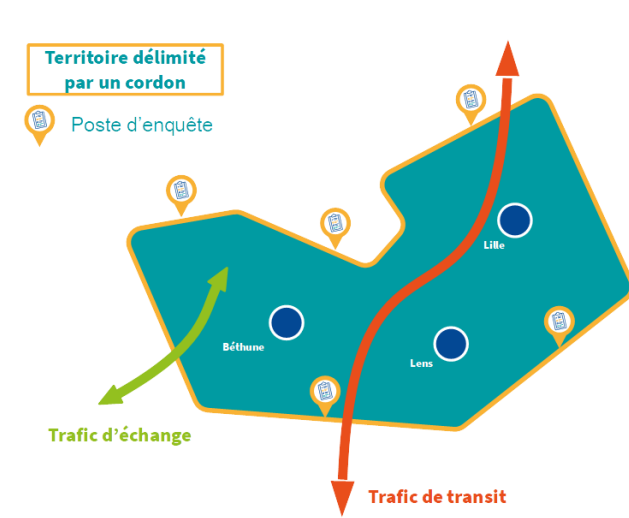 Territoire délimité
par un cordon
Poste d'enquête
Lille
Béthune
Lens
Trafic d'échange
Trafic de transit